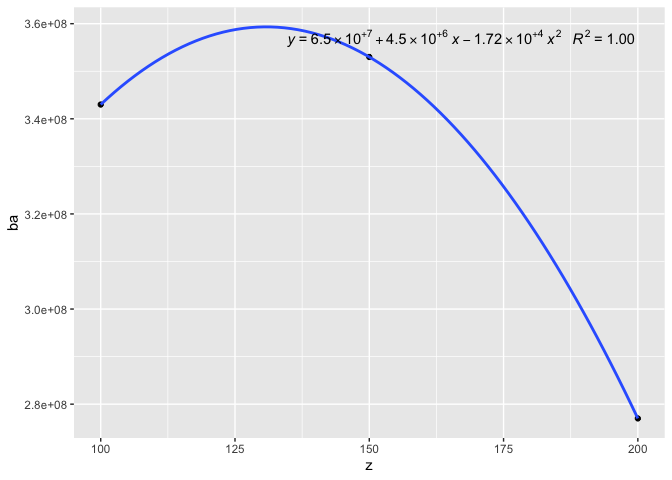 3.6e+08
y = 6.5 × 10⁺⁷ + 4.5 × 10⁺⁶ x − 1.72 × 10⁺⁴ x²   R² = 1.00
3.4e+08
3.2e+08
3.0e+08
2.8e+08
ba
100 125 150 175 200
z